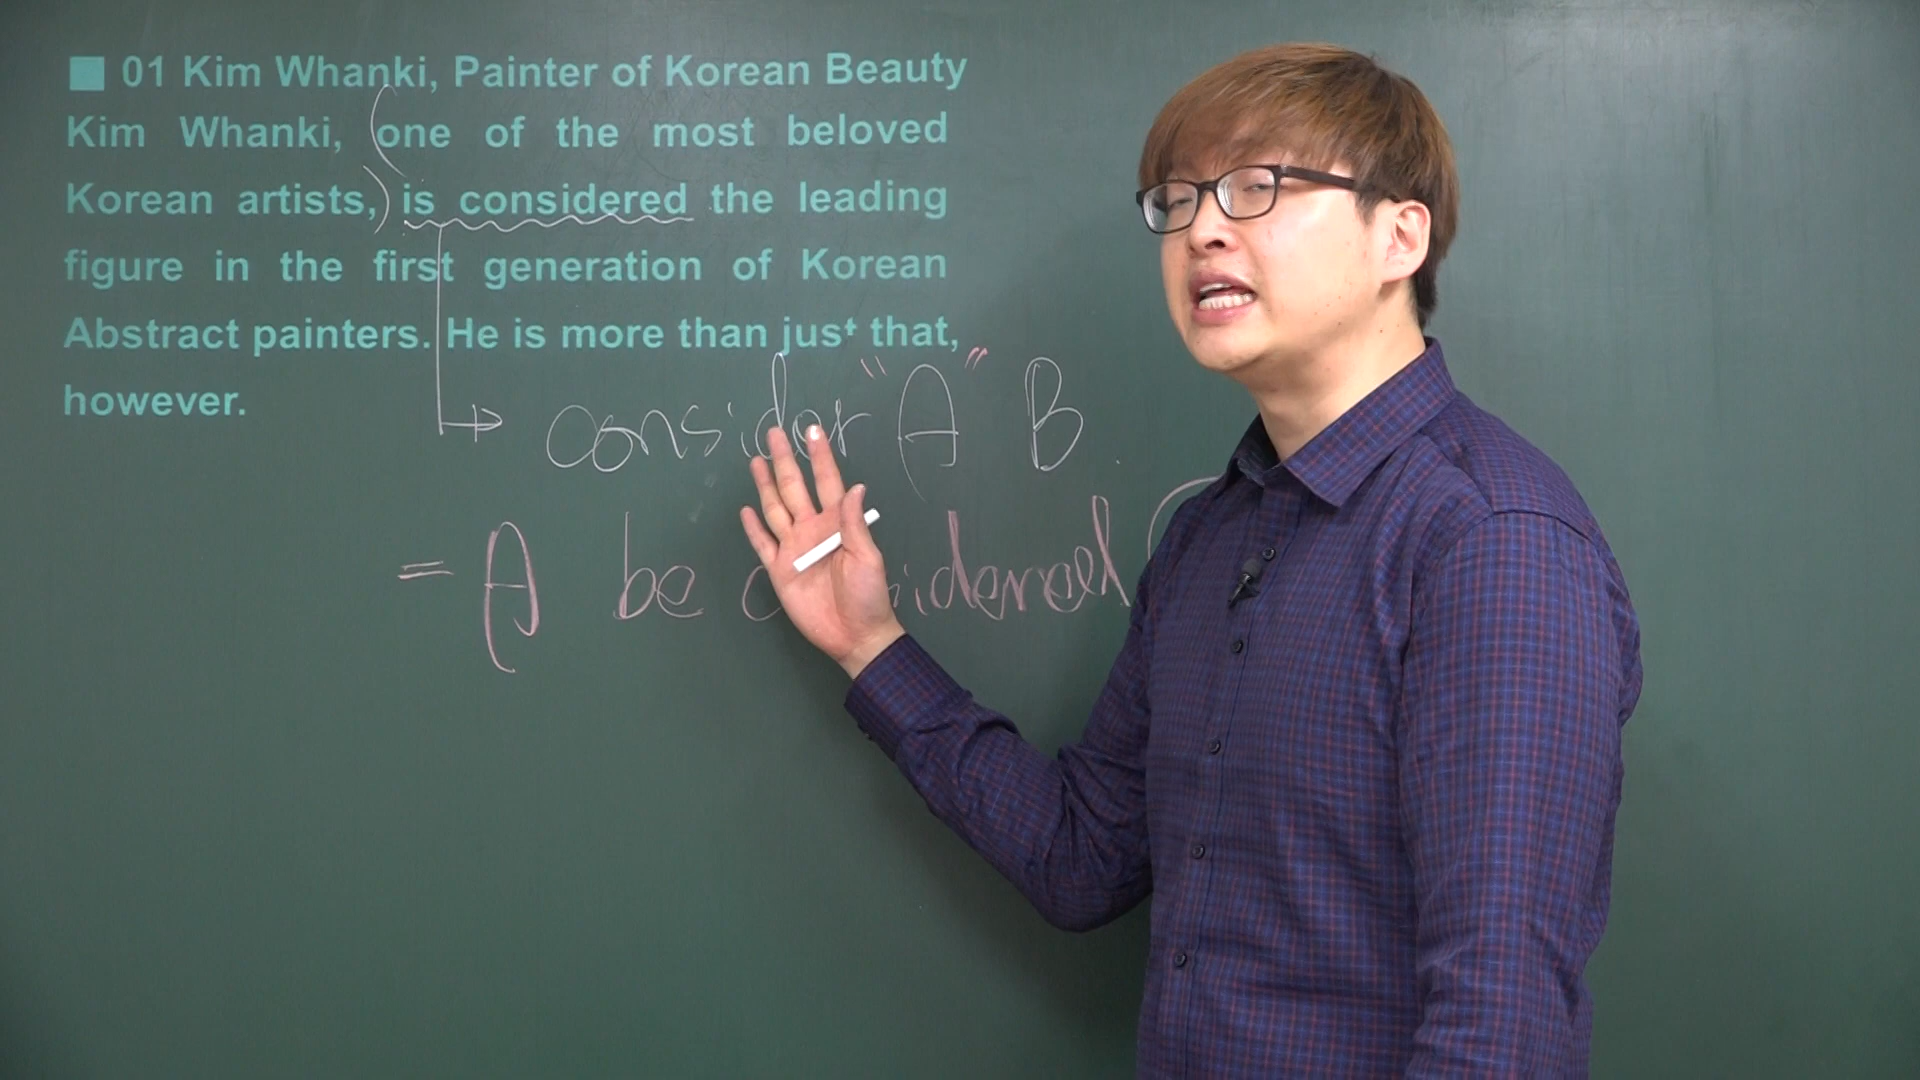 ■ 01 Kim Whanki, Painter of Korean Beauty
Kim Whanki, (one of the most beloved
Korean artists,) is considered the leading
figure in the first generation of Korean
Abstract painters. He is more than just that,
however.
→ consider "A" B.
= A be considered